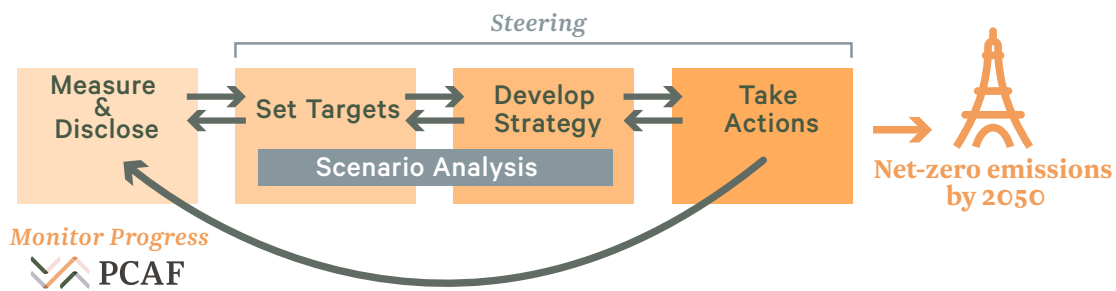 Steering
Measure
&
Disclose
Set Targets
Develop
Strategy
Take
Actions
Scenario Analysis
Net-zero emissions
by 2050
Monitor Progress
PCAF